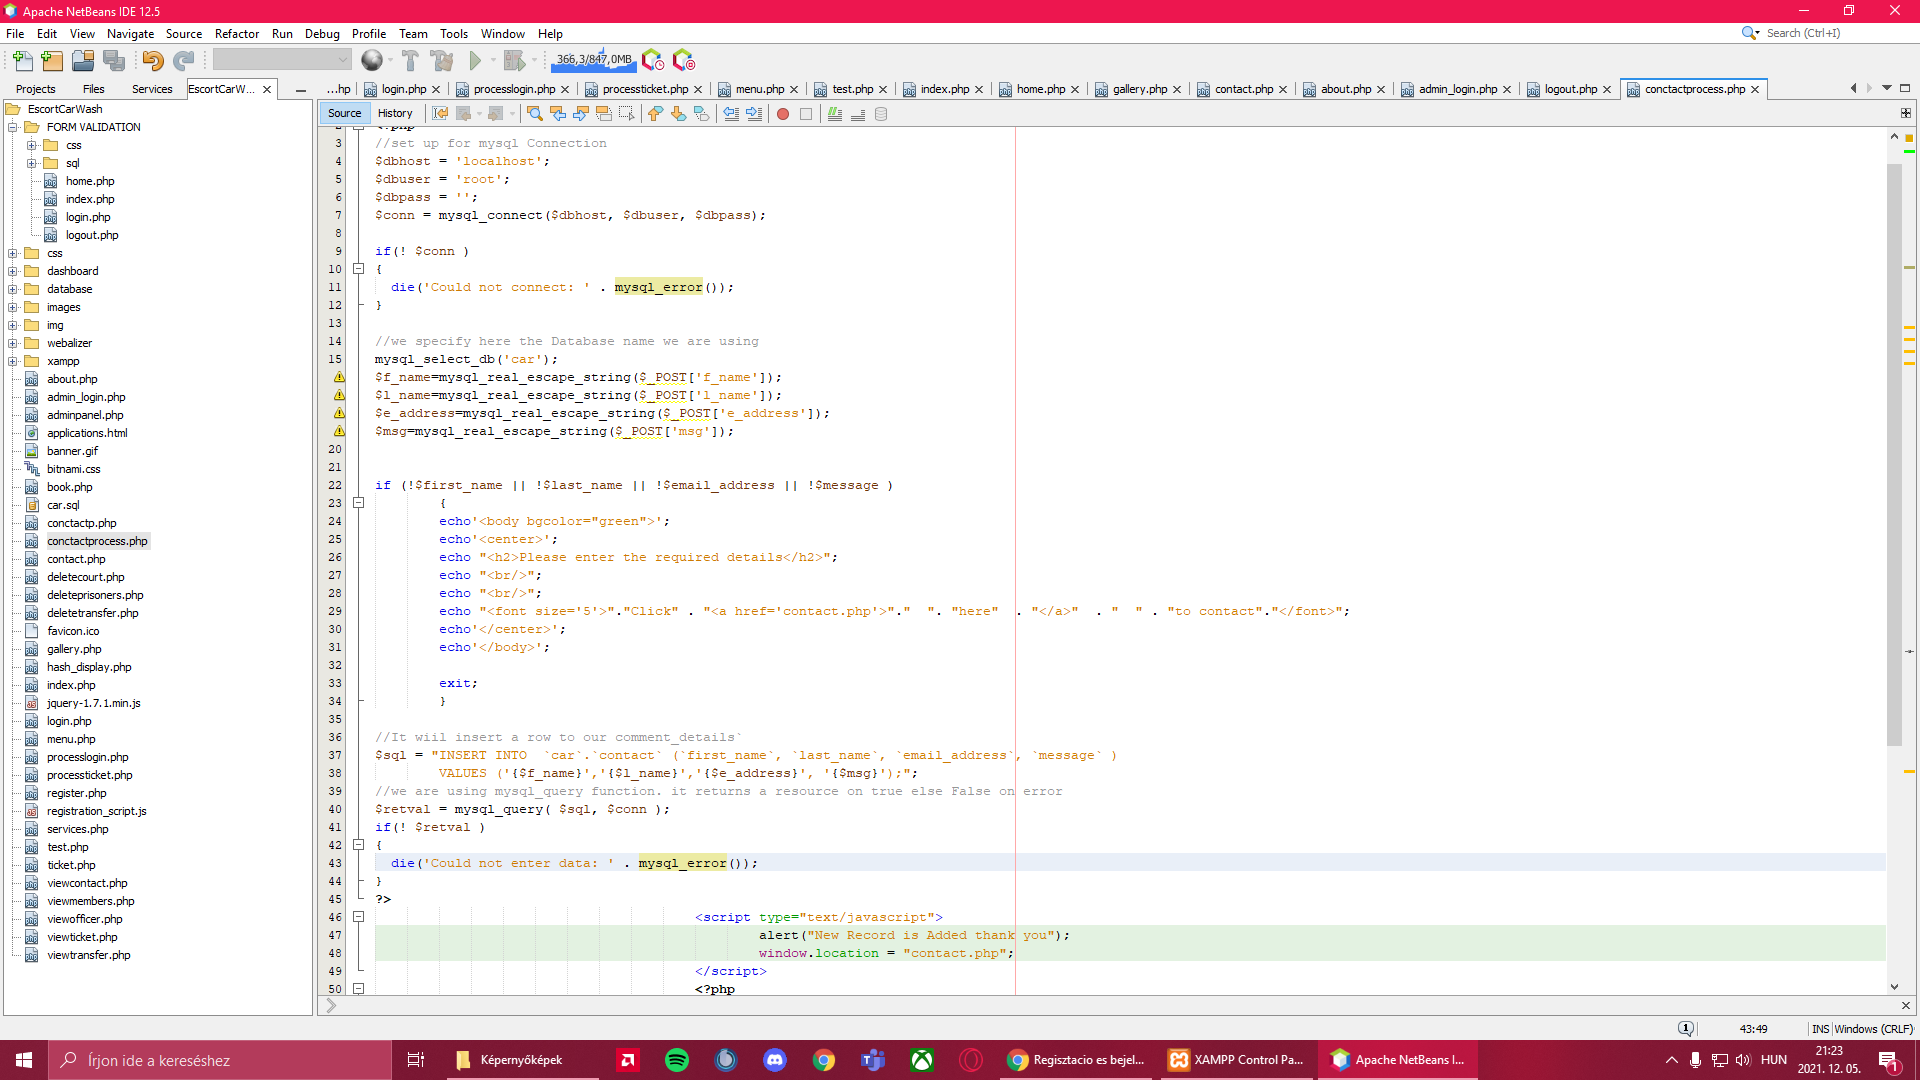 Apache NetBeans IDE 12.5
File Edit View Navigate Source Refactor Run Debug Profile Team Tools Window Help
Search (Ctrl+I)
366,3/847,0MB
Projects Files Services EscortCarW...
...hp login.php processlogin.php processticket.php menu.php test.php index.php home.php gallery.php contact.php about.php admin_login.php logout.php conctactprocess.php
Source History
EscortCarWash
FORM VALIDATION
css
sql
home.php
index.php
login.php
logout.php
css
dashboard
database
images
img
webalizer
xampp
about.php
admin_login.php
adminpanel.php
applications.html
banner.gif
bitnami.css
book.php
car.sql
conctactp.php
conctactprocess.php
contact.php
deletecourt.php
deleteprisoners.php
deletetransfer.php
favicon.ico
gallery.php
hash_display.php
index.php
jquery-1.7.1.min.js
login.php
menu.php
processlogin.php
processticket.php
register.php
registration_script.js
services.php
test.php
ticket.php
viewcontact.php
viewmembers.php
viewofficer.php
viewticket.php
viewtransfer.php
2 <?php
3 //set up for mysql Connection
4 $dbhost = 'localhost';
5 $dbuser = 'root';
6 $dbpass = '';
7 $conn = mysql_connect($dbhost, $dbuser, $dbpass);
8
9 if(! $conn )
10 {
11 die('Could not connect: ' . mysql_error());
12 }
13
14 //we specify here the Database name we are using
15 mysql_select_db('car');
$f_name=mysql_real_escape_string($_POST['f_name']);
$l_name=mysql_real_escape_string($_POST['l_name']);
$e_address=mysql_real_escape_string($_POST['e_address']);
$msg=mysql_real_escape_string($_POST['msg']);
20
21
22 if (!$first_name || !$last_name || !$email_address || !$message )
23 {
24 echo'<body bgcolor="green">';
25 echo'<center>';
26 echo "<h2>Please enter the required details</h2>";
27 echo "<br/>";
28 echo "<br/>";
29 echo "<font size='5'>"."Click" . "<a href='contact.php'>"."  ". "here"  . "</a>"  . "  " . "to contact"."</font>";
30 echo'</center>';
31 echo'</body>';
32
33 exit;
34 }
35
36 //It wiil insert a row to our comment_details`
37 $sql = "INSERT INTO  `car`.`contact` (`first_name`, `last_name`, `email_address`, `message` )
38 VALUES ('{$f_name}','{$l_name}','{$e_address}', '{$msg}');";
39 //we are using mysql_query function. it returns a resource on true else False on error
40 $retval = mysql_query( $sql, $conn );
41 if(! $retval )
42 {
43 die('Could not enter data: ' . mysql_error());
44 }
45 ?>
46 <script type="text/javascript">
47 alert("New Record is Added thank you");
48 window.location = "contact.php";
49 </script>
50 <?php
1 43:49 INS Windows (CRLF)
Írjon ide a kereséshez
Képernyőképek
Regisztacio es bejel...
XAMPP Control Pa...
Apache NetBeans I...
HUN
21:23
2021. 12. 05.
1